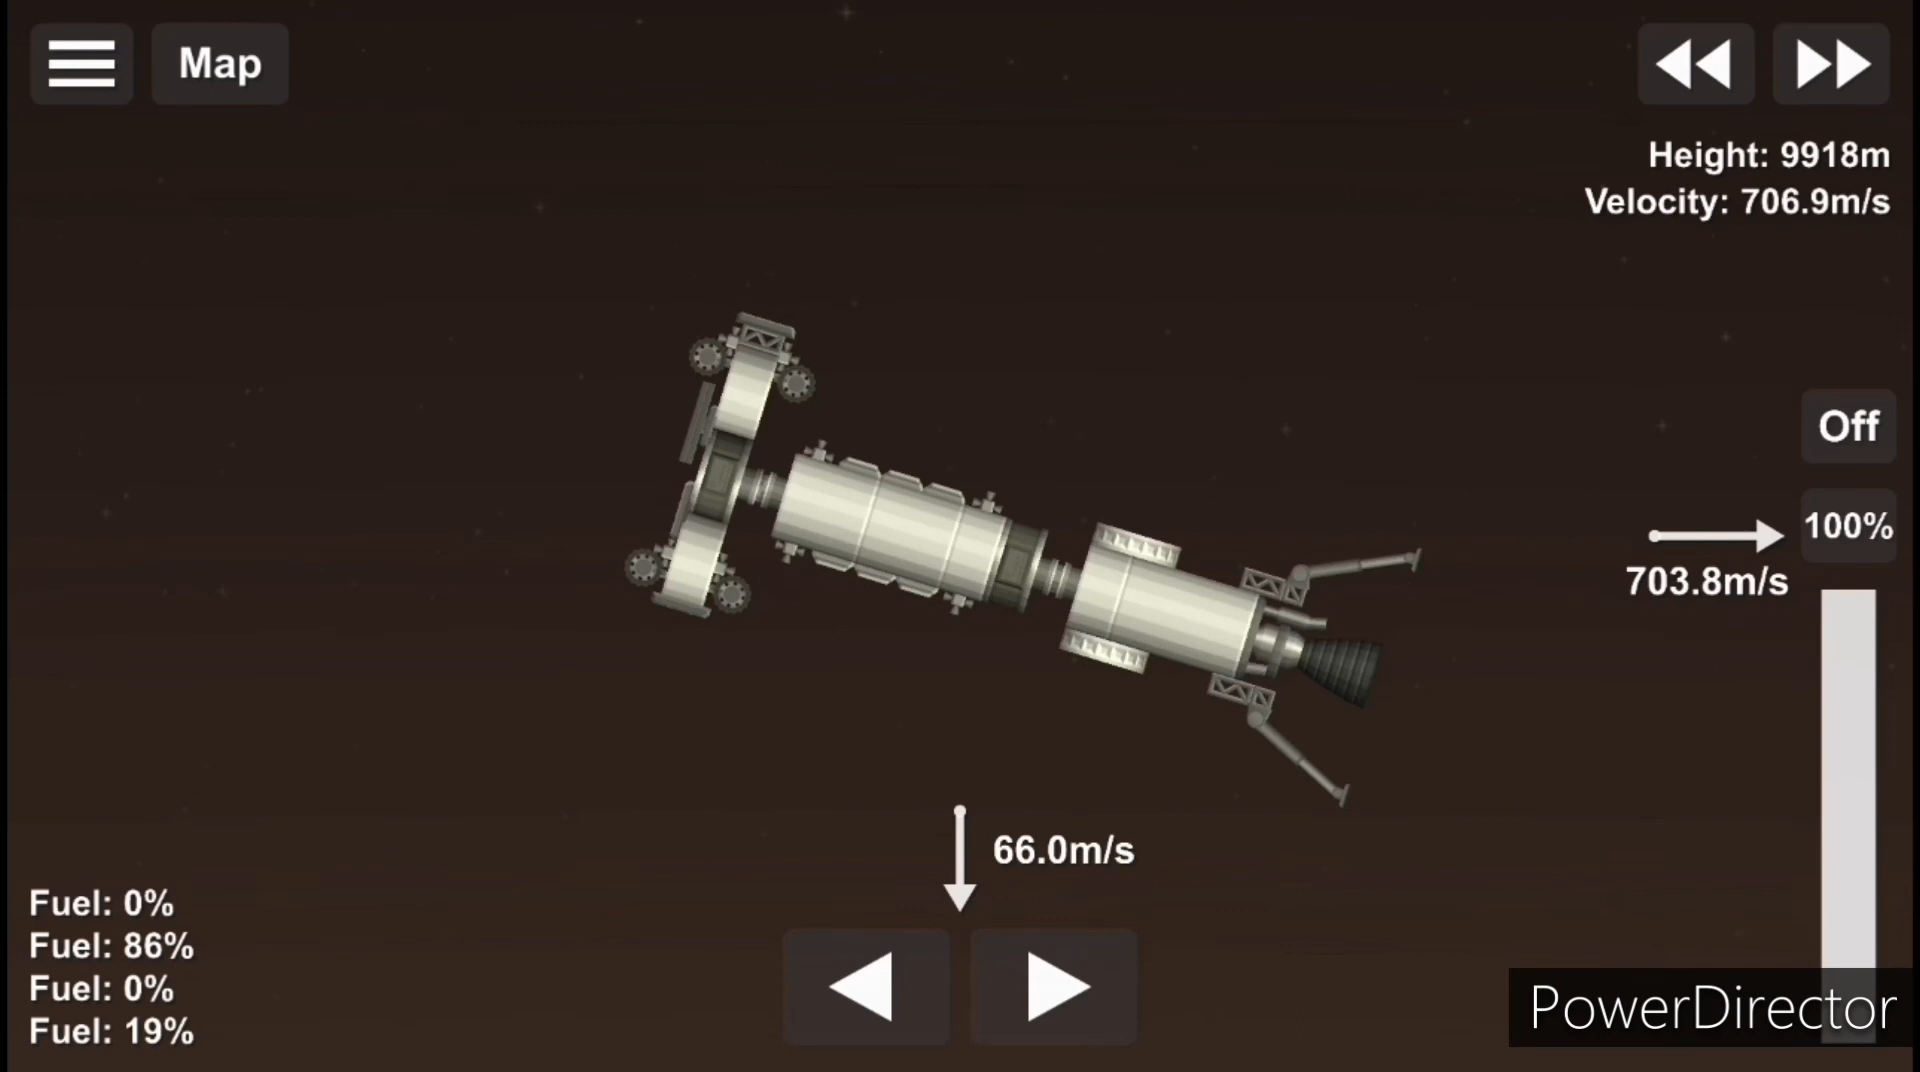 Map
Height: 9918m
Velocity: 706.9m/s
Off
100%
703.8m/s
66.0m/s
Fuel: 0%
Fuel: 86%
Fuel: 0%
Fuel: 19%
PowerDirector